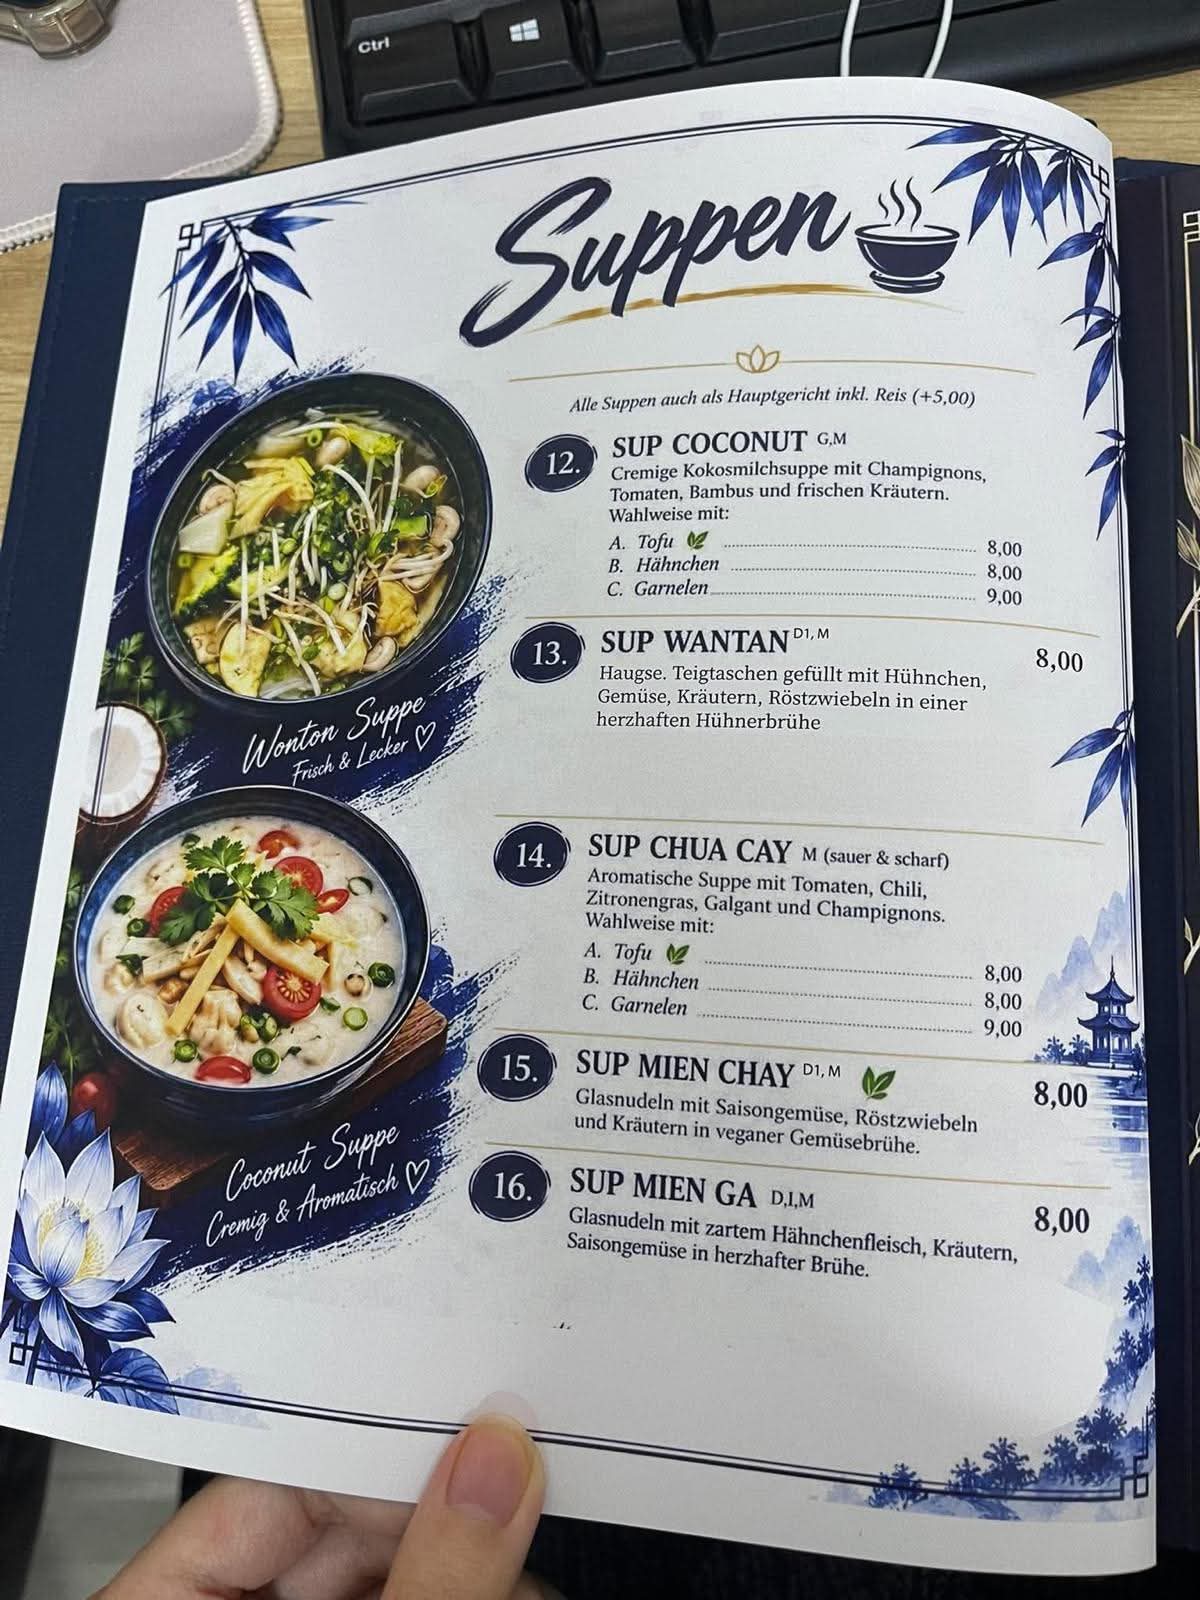 Ctrl
Suppen
Alle Suppen auch als Hauptgericht inkl. Reis (+5,00)
12. SUP COCONUT G,M
Cremige Kokosmilchsuppe mit Champignons,
Tomaten, Bambus und frischen Kräutern.
Wahlweise mit:
A. Tofu 8,00
B. Hähnchen 8,00
C. Garnelen 9,00
13. SUP WANTAN D1, M 8,00
Haugse. Teigtaschen gefüllt mit Hühnchen,
Gemüse, Kräutern, Röstzwiebeln in einer
herzhaften Hühnerbrühe
Wonton Suppe
Frisch & Lecker
14. SUP CHUA CAY M (sauer & scharf)
Aromatische Suppe mit Tomaten, Chili,
Zitronengras, Galgant und Champignons.
Wahlweise mit:
A. Tofu 8,00
B. Hähnchen 8,00
C. Garnelen 9,00
15. SUP MIEN CHAY D1, M 8,00
Glasnudeln mit Saisongemüse, Röstzwiebeln
und Kräutern in veganer Gemüsebrühe.
16. SUP MIEN GA D,I,M 8,00
Glasnudeln mit zartem Hähnchenfleisch, Kräutern,
Saisongemüse in herzhafter Brühe.
Coconut Suppe
Cremig & Aromatisch